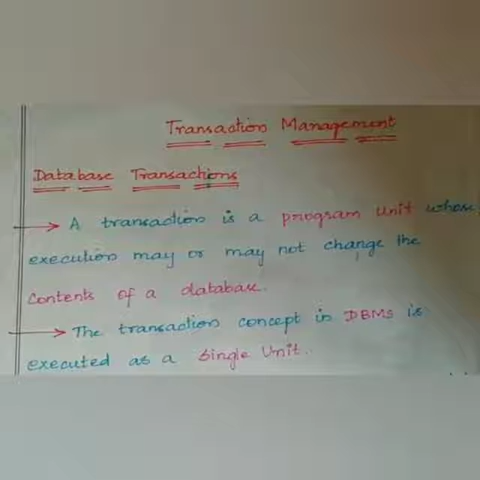 Transaction Management
Database Transactions
→ A transaction is a program unit whose
execution may or may not change the
Contents of a database.
→ The transaction concept in DBMS is
executed as a Single Unit.